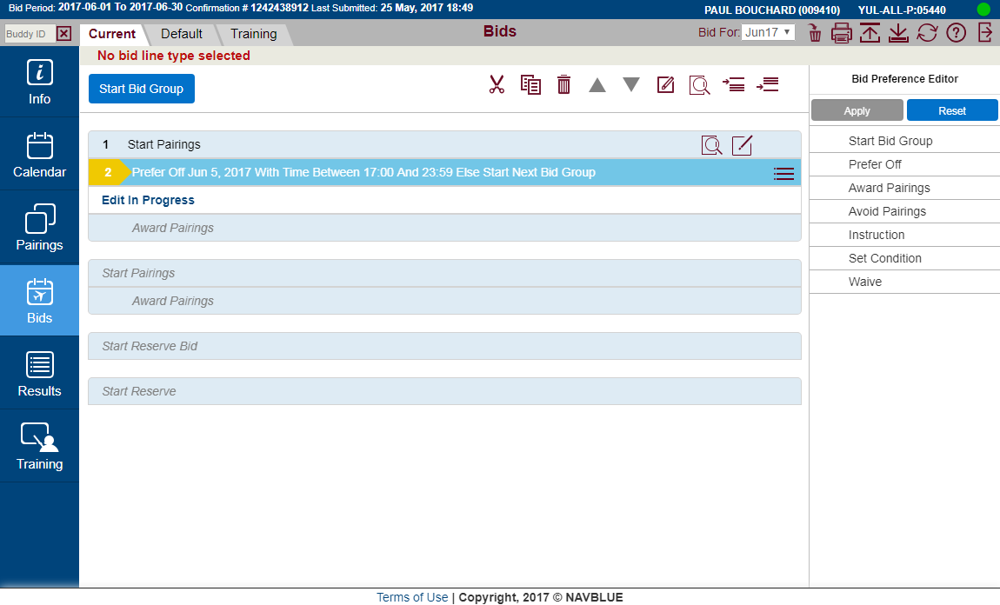 Bid Period: 2017-06-01 To 2017-06-30 Confirmation # 1242438912 Last Submitted: 25 May, 2017 18:49 PAUL BOUCHARD (009410) YUL-ALL-P:05440
Buddy ID Current Default Training Bids Bid For: Jun17
No bid line type selected
Info
Calendar
Pairings
Bids
Results
Training
Start Bid Group
1 Start Pairings
2 Prefer Off Jun 5, 2017 With Time Between 17:00 And 23:59 Else Start Next Bid Group
Edit In Progress
Award Pairings
Start Pairings
Award Pairings
Start Reserve Bid
Start Reserve
Bid Preference Editor
Apply Reset
Start Bid Group
Prefer Off
Award Pairings
Avoid Pairings
Instruction
Set Condition
Waive
Terms of Use | Copyright, 2017 © NAVBLUE